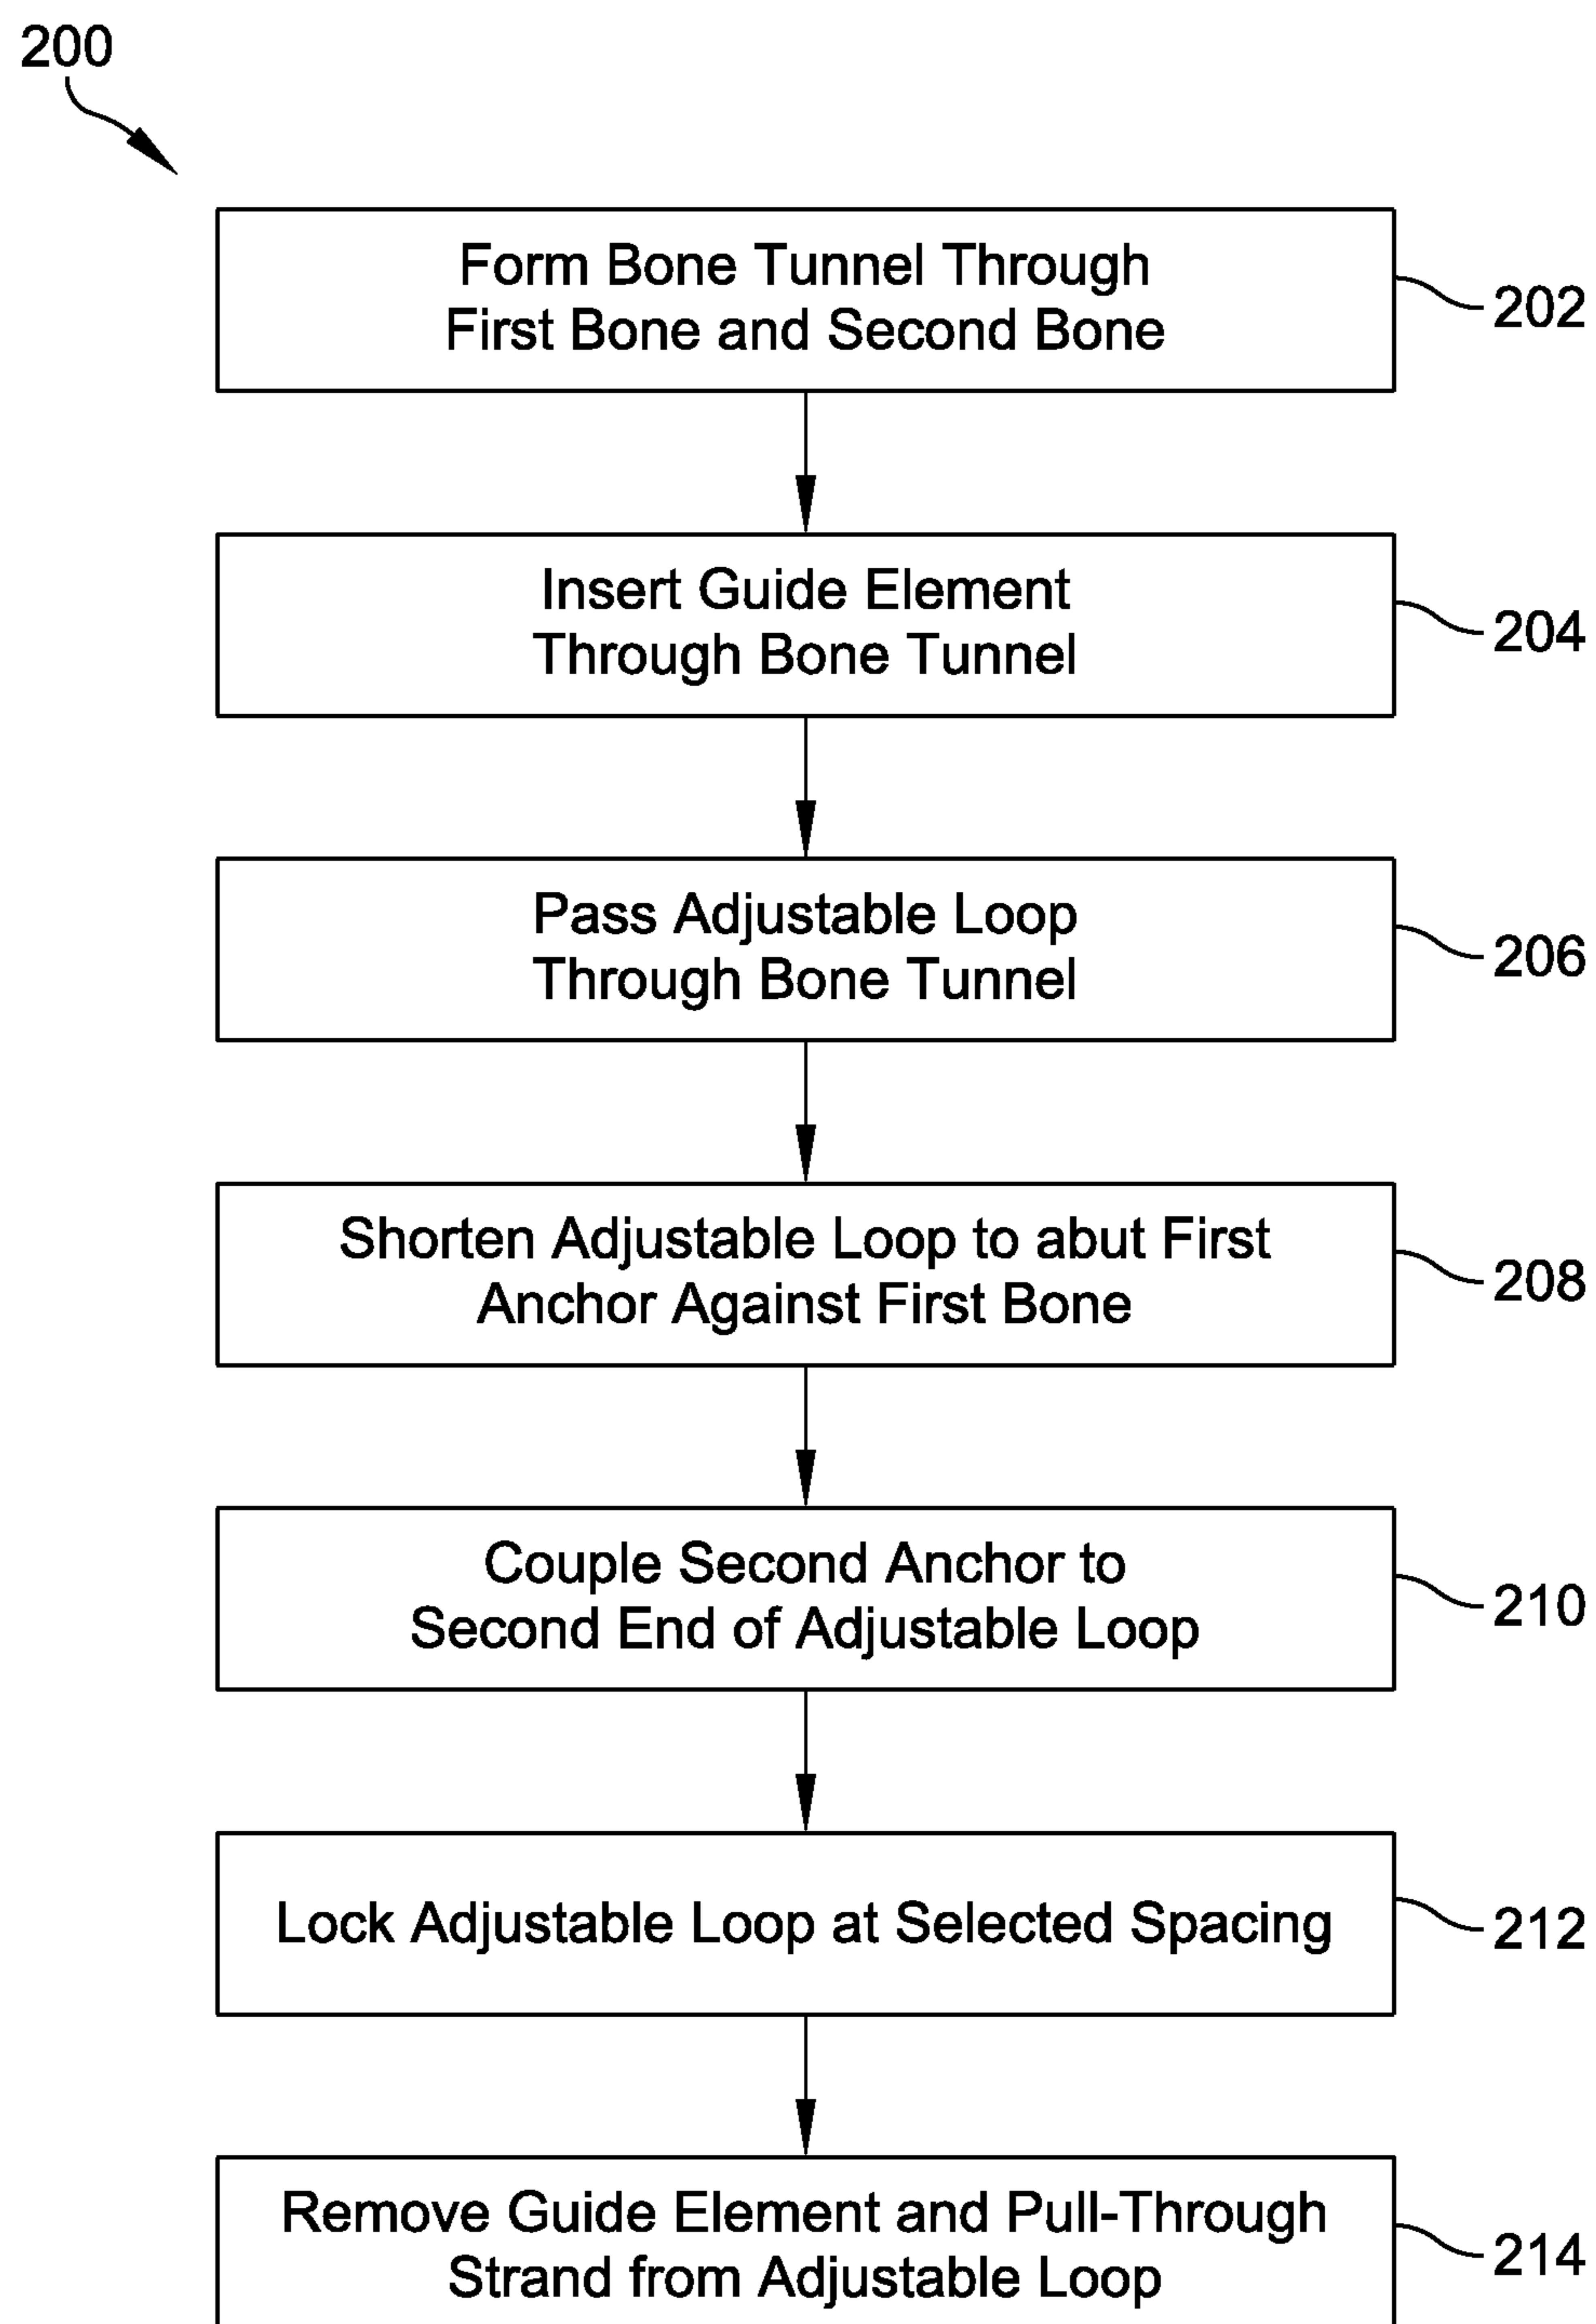 200
Form Bone Tunnel Through
First Bone and Second Bone
202
Insert Guide Element
Through Bone Tunnel
204
Pass Adjustable Loop
Through Bone Tunnel
206
Shorten Adjustable Loop to abut First
Anchor Against First Bone
208
Couple Second Anchor to
Second End of Adjustable Loop
210
Lock Adjustable Loop at Selected Spacing
212
Remove Guide Element and Pull-Through
Strand from Adjustable Loop
214